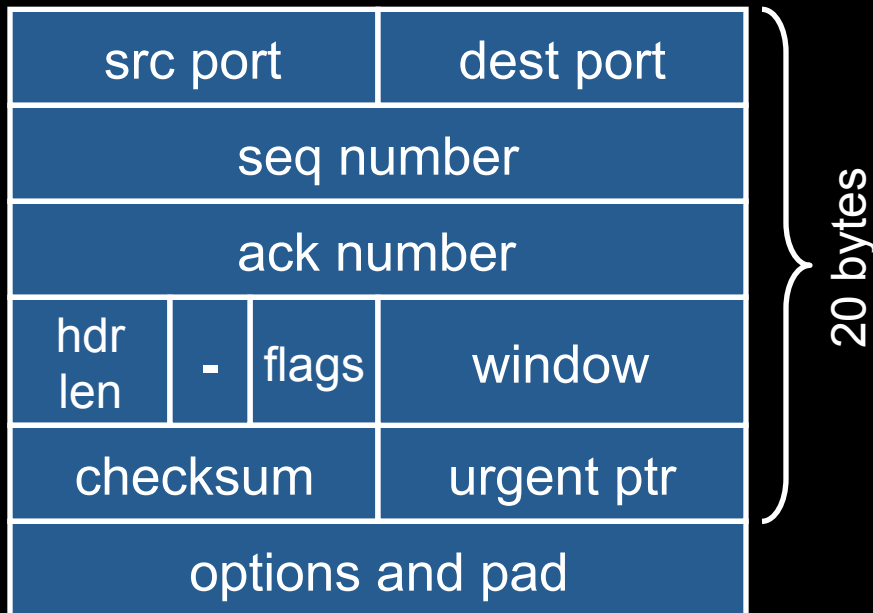 src port
dest port
seq number
ack number
hdr
len
-
flags
window
checksum
urgent ptr
options and pad
20 bytes